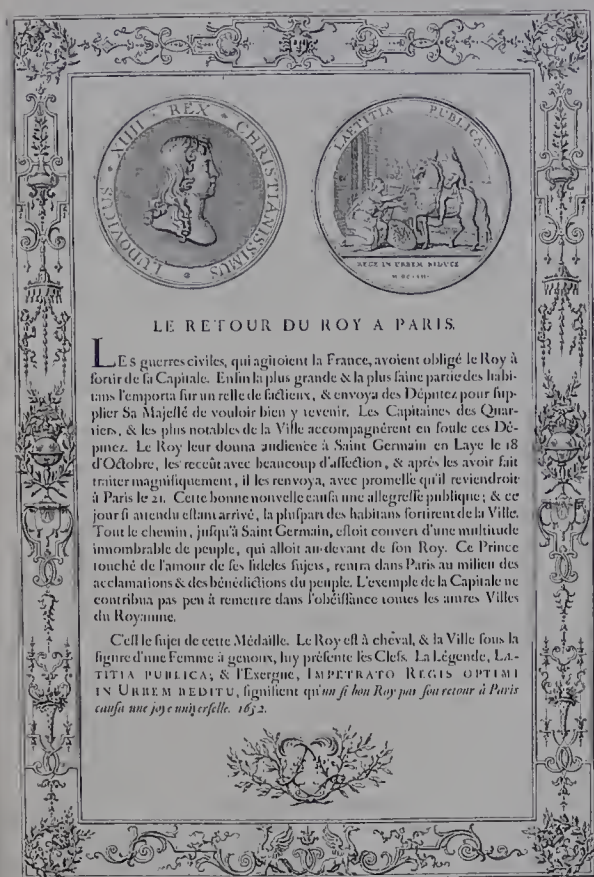 LUDOVICUS XIIII REX CHRISTIANISSIMUS
LAETITIA PUBLICA
REGE IN URBEM REDUCE
LE RETOUR DU ROY A PARIS.
LES guerres civiles, qui agitoient la France, avoient obligé le Roy à
sortir de sa Capitale. Enfin la plus grande & la plus saine partie des habi-
tans l'emporta sur un reste de factieux, & envoya des Députez pour sup-
plier Sa Majesté de vouloir bien y revenir. Les Capitaines des Quar-
tiers, & les plus notables de la Ville accompagnérent en foule ces Dé-
putez. Le Roy leur donna audience à Saint Germain en Laye le 18
d'Octobre, les receût avec beaucoup d'affection, & aprés les avoir fait
traiter magnifiquement, il les renvoya, avec promesse qu'il reviendroit
à Paris le 21. Cette bonne nouvelle causa une allegresse publique ; & ce
jour si attendu estant arrivé, la pluspart des habitans sortirent de la Ville.
Tout le chemin, jusqu'à Saint Germain, estoit couvert d'une multitude
innombrable de peuple, qui alloit au-devant de son Roy. Ce Prince
touché de l'amour de ses fideles sujets, rentra dans Paris au milieu des
acclamations & des bénédictions du peuple. L'exemple de la Capitale ne
contribua pas peu à remettre dans l'obéïssance toutes les autres Villes
du Royaume.
C'est le sujet de cette Médaille. Le Roy est à cheval, & la Ville sous la
figure d'une Femme à genoux, luy présente ses Clefs. La Légende, LÆ-
TITIA PUBLICA, & l'Exergue, IMPETRATO REGIS OPTIMI
IN URBEM REDITU, signifient qu'un si bon Roy par son retour à Paris
causa une joye universelle. 1652.